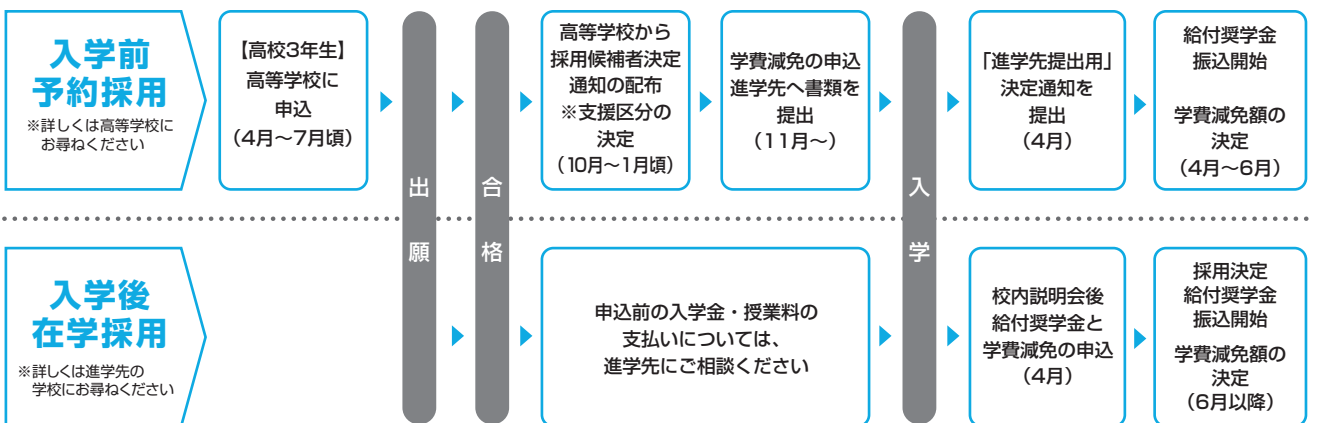 入学前
予約採用
※詳しくは高等学校に
お尋ねください
【高校3年生】
高等学校に
申込
(4月～7月頃)
出願
合格
高等学校から
採用候補者決定
通知の配布
※支援区分の
決定
(10月～1月頃)
学費減免の申込
進学先へ書類を
提出
(11月～)
入学
「進学先提出用」
決定通知を
提出
(4月)
給付奨学金
振込開始
学費減免額の
決定
(4月～6月)
入学後
在学採用
※詳しくは進学先の
学校にお尋ねください
申込前の入学金・授業料の
支払いについては、
進学先にご相談ください
校内説明会後
給付奨学金と
学費減免の申込
(4月)
採用決定
給付奨学金
振込開始
学費減免額の
決定
(6月以降)